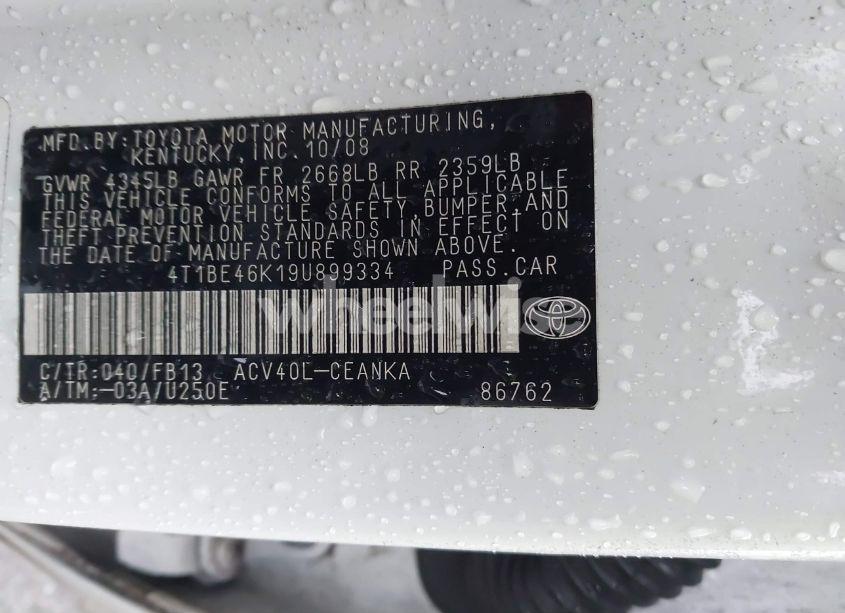 MFD.BY:TOYOTA MOTOR MANUFACTURING,
KENTUCKY,INC. 10/08
GVWR 4345LB GAWR FR 2668LB RR 2359LB
THIS VEHICLE CONFORMS TO ALL APPLICABLE
FEDERAL MOTOR VEHICLE SAFETY,BUMPER,AND
THEFT PREVENTION STANDARDS IN EFFECT ON
THE DATE OF MANUFACTURE SHOWN ABOVE.
4T1BE46K19U899334 PASS.CAR
wheelwise
C/TR:040/FB13 ACV40L-CEANKA
A/TM:-03A/U250E 86762